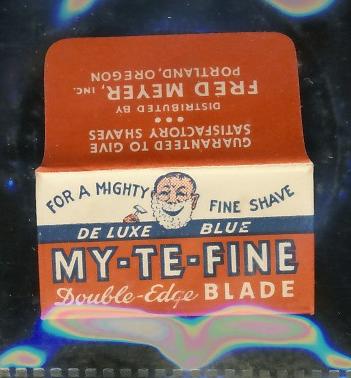 GUARANTEED TO GIVE
SATISFACTORY SHAVES
•••
DISTRIBUTED BY
FRED MEYER, INC.
PORTLAND, OREGON
FOR A MIGHTY FINE SHAVE
DE LUXE BLUE
MY-TE-FINE
Double-Edge BLADE